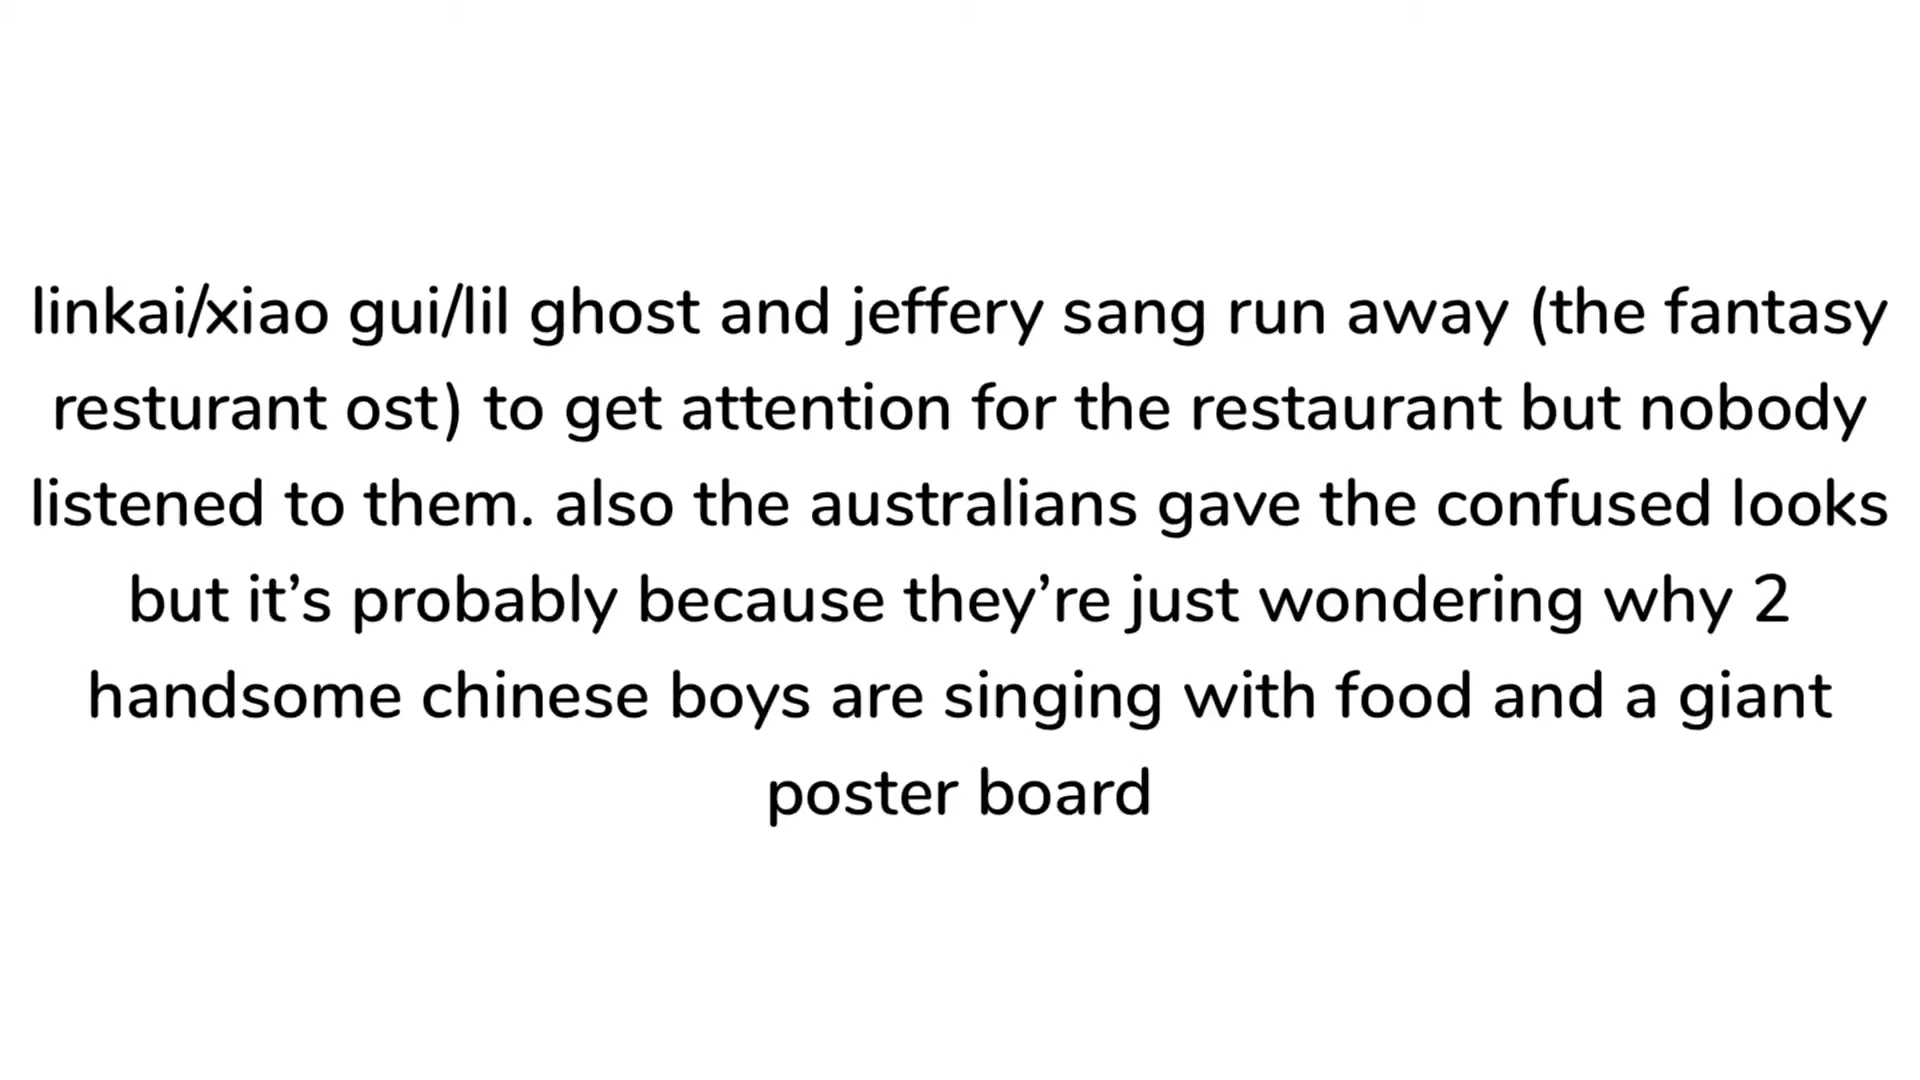 linkai/xiao gui/lil ghost and jeffery sang run away (the fantasy
resturant ost) to get attention for the restaurant but nobody
listened to them. also the australians gave the confused looks
but it’s probably because they’re just wondering why 2
handsome chinese boys are singing with food and a giant
poster board